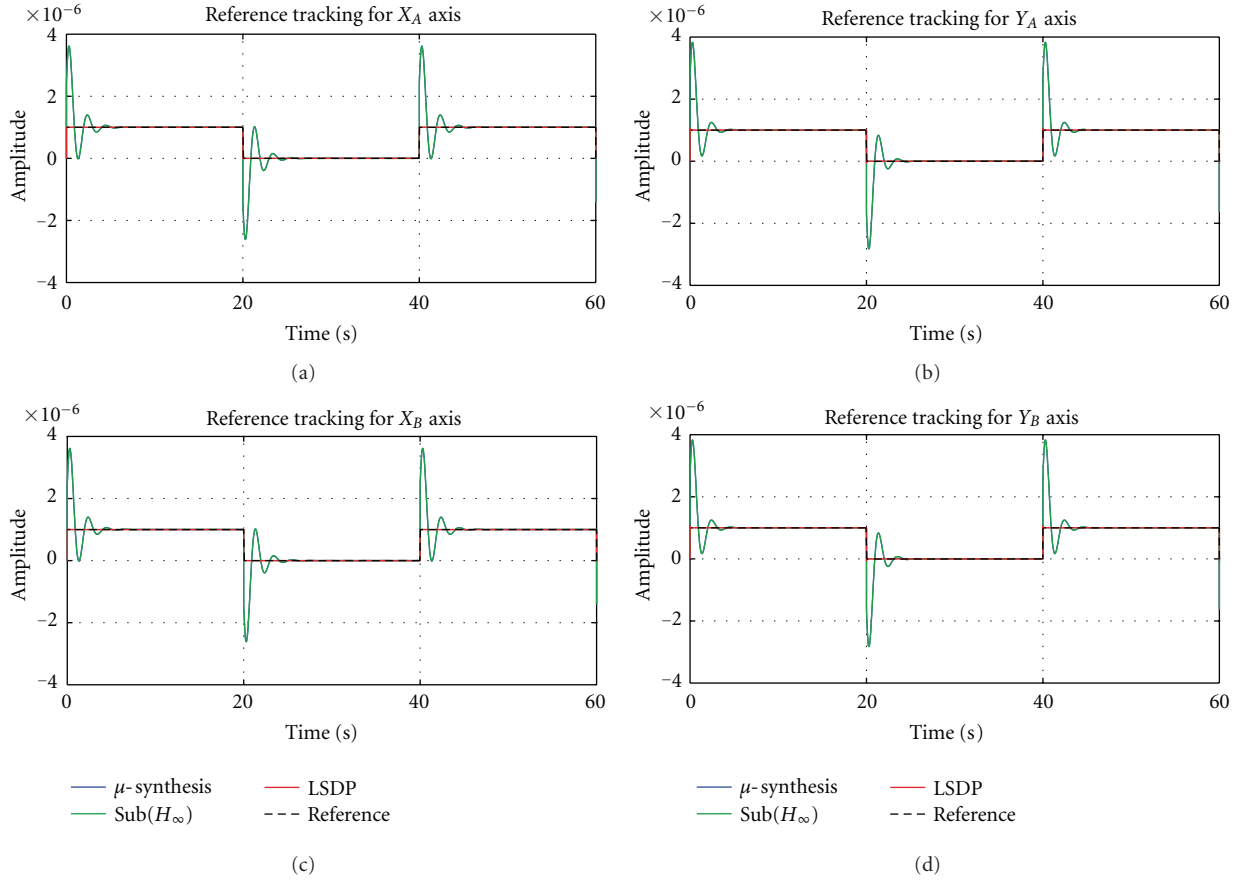 ×10⁻⁶
Reference tracking for X_A axis
4
2
0
−2
−4
Amplitude
0
20
40
60
Time (s)
(a)
×10⁻⁶
Reference tracking for Y_A axis
4
2
0
−2
−4
Amplitude
0
20
40
60
Time (s)
(b)
×10⁻⁶
Reference tracking for X_B axis
4
2
0
−2
−4
Amplitude
0
20
40
60
Time (s)
μ-synthesis
Sub(H∞)
LSDP
Reference
(c)
×10⁻⁶
Reference tracking for Y_B axis
4
2
0
−2
−4
Amplitude
0
20
40
60
Time (s)
μ-synthesis
Sub(H∞)
LSDP
Reference
(d)